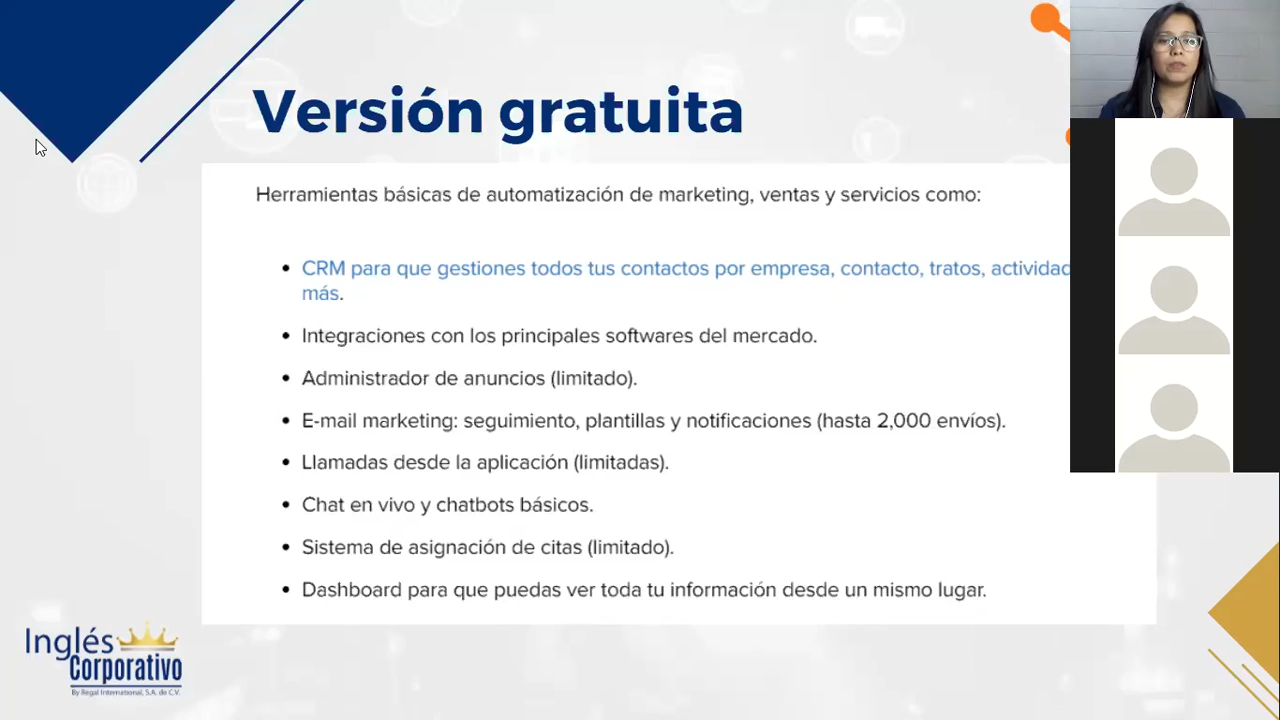 Versión gratuita
Herramientas básicas de automatización de marketing, ventas y servicios como:
• CRM para que gestiones todos tus contactos por empresa, contacto, tratos, actividad
más.
• Integraciones con los principales softwares del mercado.
• Administrador de anuncios (limitado).
• E-mail marketing: seguimiento, plantillas y notificaciones (hasta 2,000 envíos).
• Llamadas desde la aplicación (limitadas).
• Chat en vivo y chatbots básicos.
• Sistema de asignación de citas (limitado).
• Dashboard para que puedas ver toda tu información desde un mismo lugar.
Inglés
Corporativo
By Regal International, S.A. de C.V.